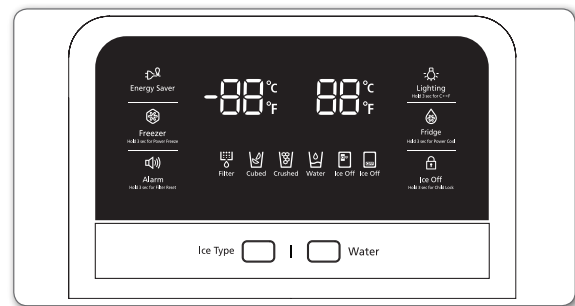 Energy Saver
-88 °C °F
88 °C °F
Lighting
Hold 3 sec for °C↔°F
Freezer
Hold 3 sec for Power Freeze
Fridge
Hold 3 sec for Power Cool
Alarm
Hold 3 sec for Filter Reset
Filter Cubed Crushed Water Ice Off Ice Off
Ice Off
Hold 3 sec for Child Lock
Ice Type
Water